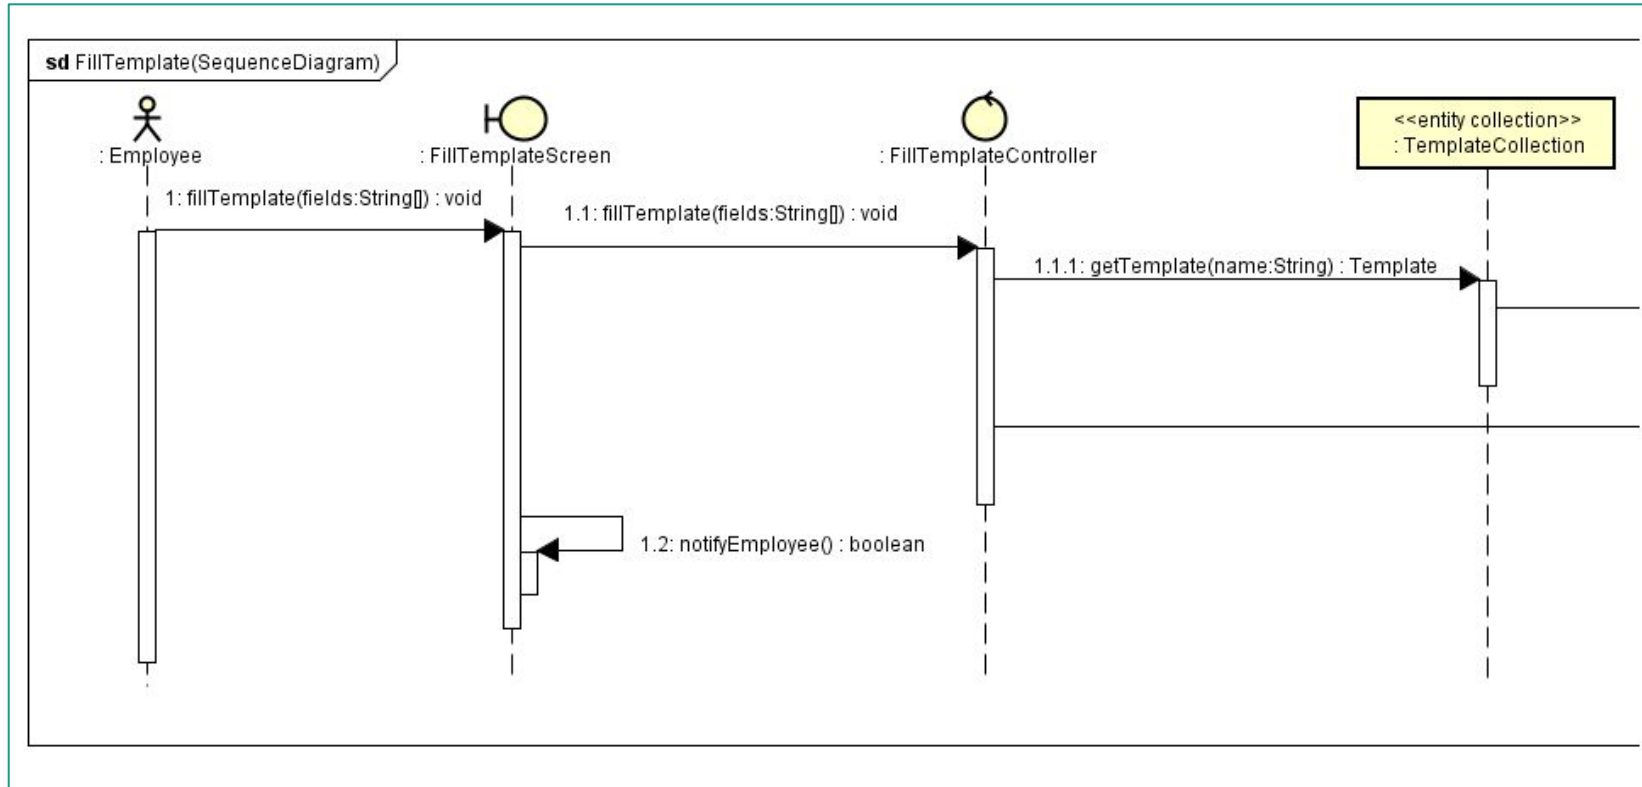 sd FillTemplate(SequenceDiagram)
: Employee
: FillTemplateScreen
: FillTemplateController
<<entity collection>>
: TemplateCollection
1: fillTemplate(fields:String[]) : void
1.1: fillTemplate(fields:String[]) : void
1.1.1: getTemplate(name:String) : Template
1.2: notifyEmployee() : boolean